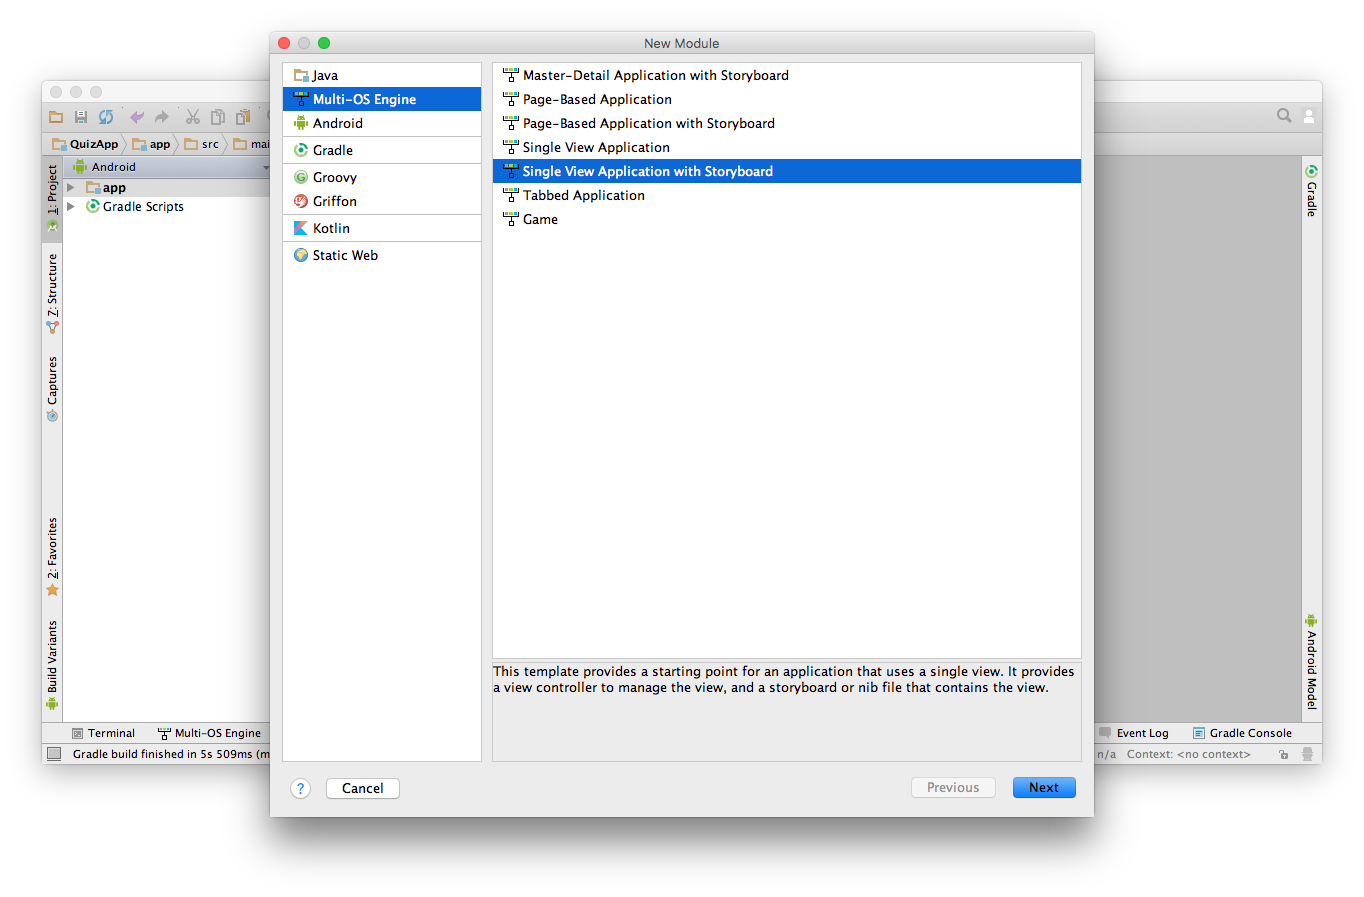 New Module
Java
Multi-OS Engine
Android
Gradle
Groovy
Griffon
Kotlin
Static Web
Master-Detail Application with Storyboard
Page-Based Application
Page-Based Application with Storyboard
Single View Application
Single View Application with Storyboard
Tabbed Application
Game
This template provides a starting point for an application that uses a single view. It provides
a view controller to manage the view, and a storyboard or nib file that contains the view.
?
Cancel
Previous
Next
QuizApp
app
src
mai
Android
app
Gradle Scripts
1: Project
Z: Structure
Captures
2: Favorites
Build Variants
Gradle
Android Model
Terminal
Multi-OS Engine
Event Log
Gradle Console
Gradle build finished in 5s 509ms (m
n/a
Context: <no context>